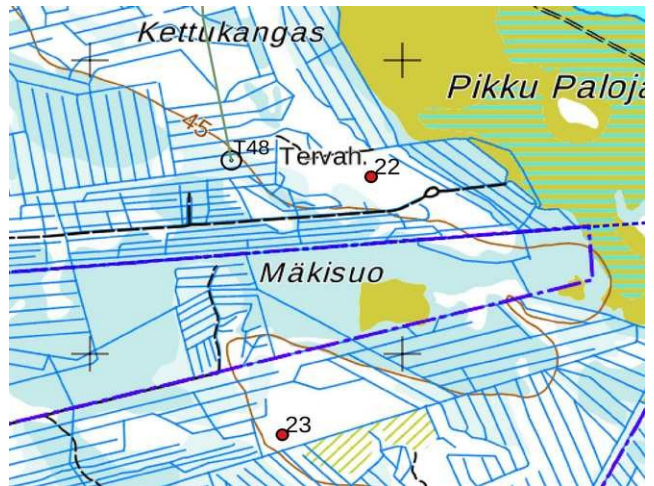 Kettukangas
Pikku Paloja
45
T48
Tervah.
22
Mäkisuo
23